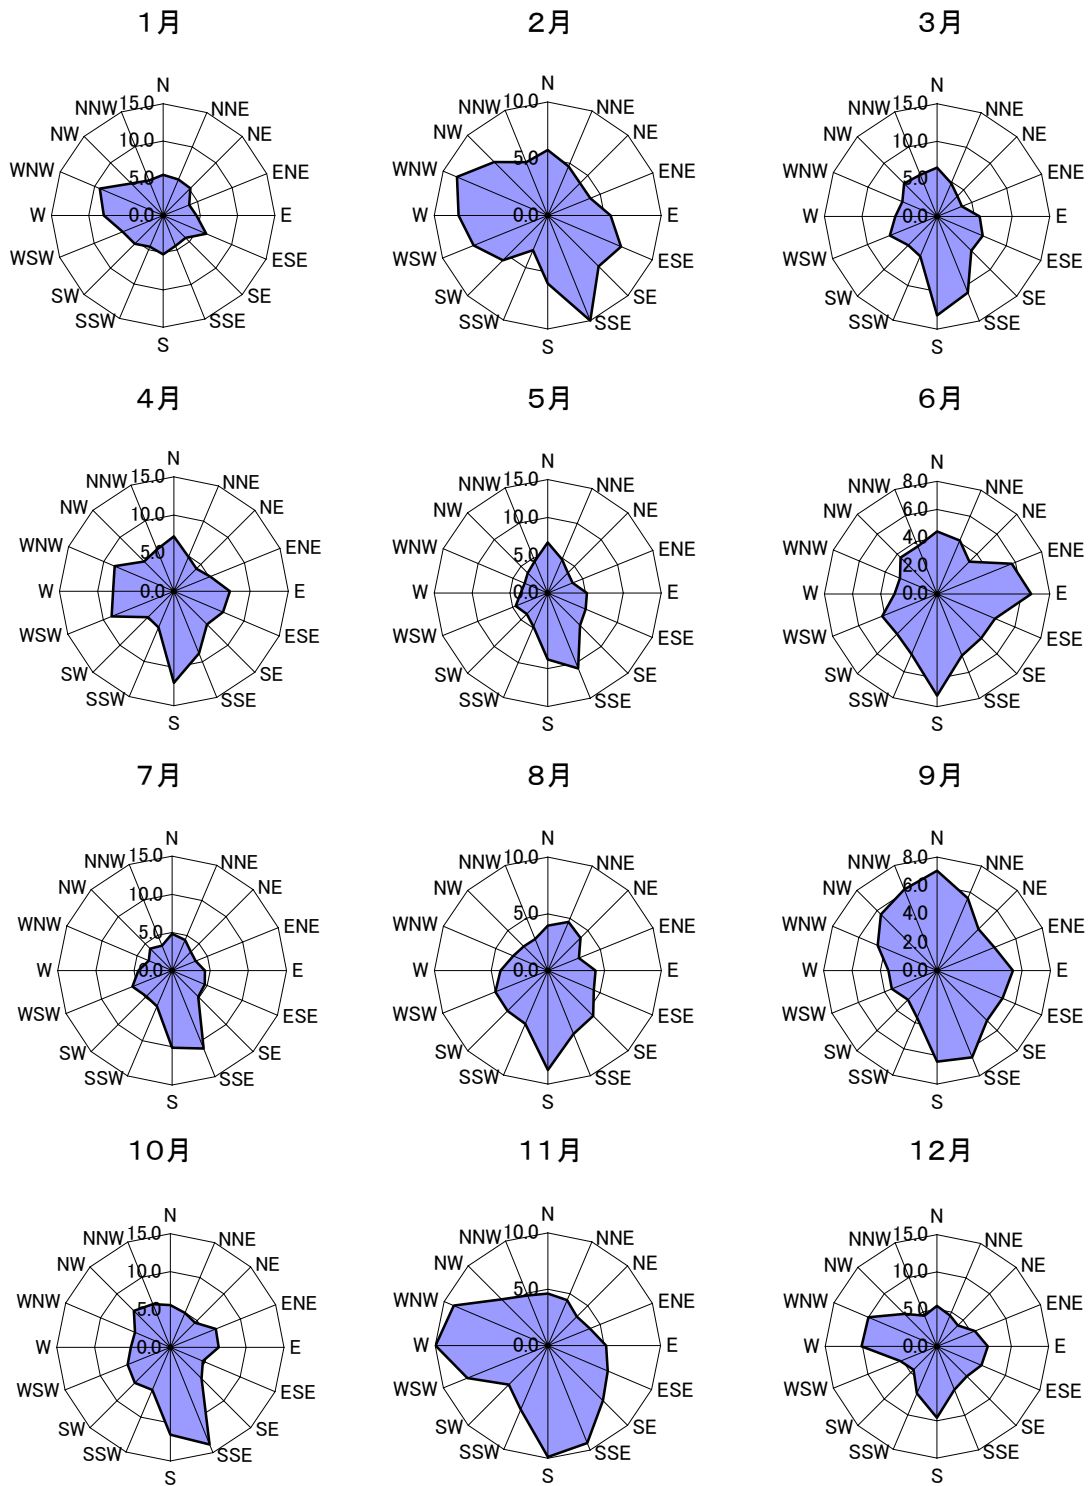 1月
2月
3月
N
15.0
10.0
5.0
0.0
NNE
NE
ENE
E
ESE
SE
SSE
S
SSW
SW
WSW
W
WNW
NW
NNW
N
10.0
5.0
0.0
NNE
NE
ENE
E
ESE
SE
SSE
S
SSW
SW
WSW
W
WNW
NW
NNW
N
15.0
10.0
5.0
0.0
NNE
NE
ENE
E
ESE
SE
SSE
S
SSW
SW
WSW
W
WNW
NW
NNW
4月
5月
6月
N
15.0
10.0
5.0
0.0
NNE
NE
ENE
E
ESE
SE
SSE
S
SSW
SW
WSW
W
WNW
NW
NNW
N
15.0
10.0
5.0
0.0
NNE
NE
ENE
E
ESE
SE
SSE
S
SSW
SW
WSW
W
WNW
NW
NNW
N
8.0
6.0
4.0
2.0
0.0
NNE
NE
ENE
E
ESE
SE
SSE
S
SSW
SW
WSW
W
WNW
NW
NNW
7月
8月
9月
N
15.0
10.0
5.0
0.0
NNE
NE
ENE
E
ESE
SE
SSE
S
SSW
SW
WSW
W
WNW
NW
NNW
N
10.0
5.0
0.0
NNE
NE
ENE
E
ESE
SE
SSE
S
SSW
SW
WSW
W
WNW
NW
NNW
N
8.0
6.0
4.0
2.0
0.0
NNE
NE
ENE
E
ESE
SE
SSE
S
SSW
SW
WSW
W
WNW
NW
NNW
10月
11月
12月
N
15.0
10.0
5.0
0.0
NNE
NE
ENE
E
ESE
SE
SSE
S
SSW
SW
WSW
W
WNW
NW
NNW
N
10.0
5.0
0.0
NNE
NE
ENE
E
ESE
SE
SSE
S
SSW
SW
WSW
W
WNW
NW
NNW
N
15.0
10.0
5.0
0.0
NNE
NE
ENE
E
ESE
SE
SSE
S
SSW
SW
WSW
W
WNW
NW
NNW